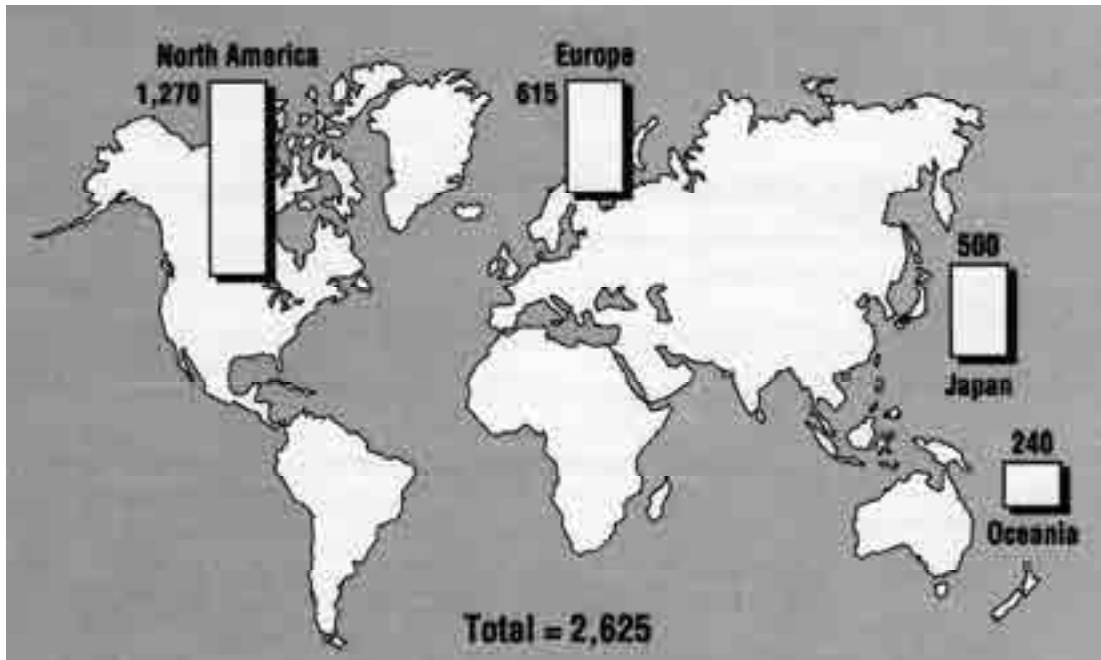 North America
1,270
Europe
615
500
Japan
240
Oceania
Total = 2,625